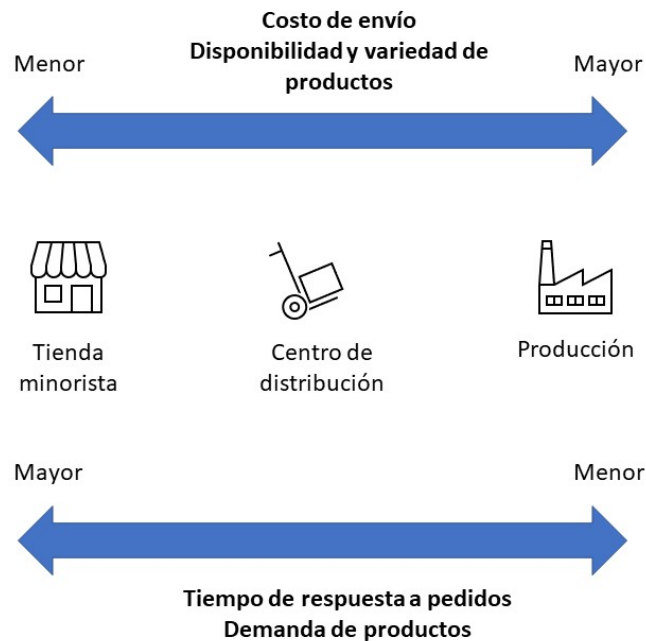 Costo de envío
Disponibilidad y variedad de
productos
Menor
Mayor
Tienda
minorista
Centro de
distribución
Producción
Mayor
Menor
Tiempo de respuesta a pedidos
Demanda de productos